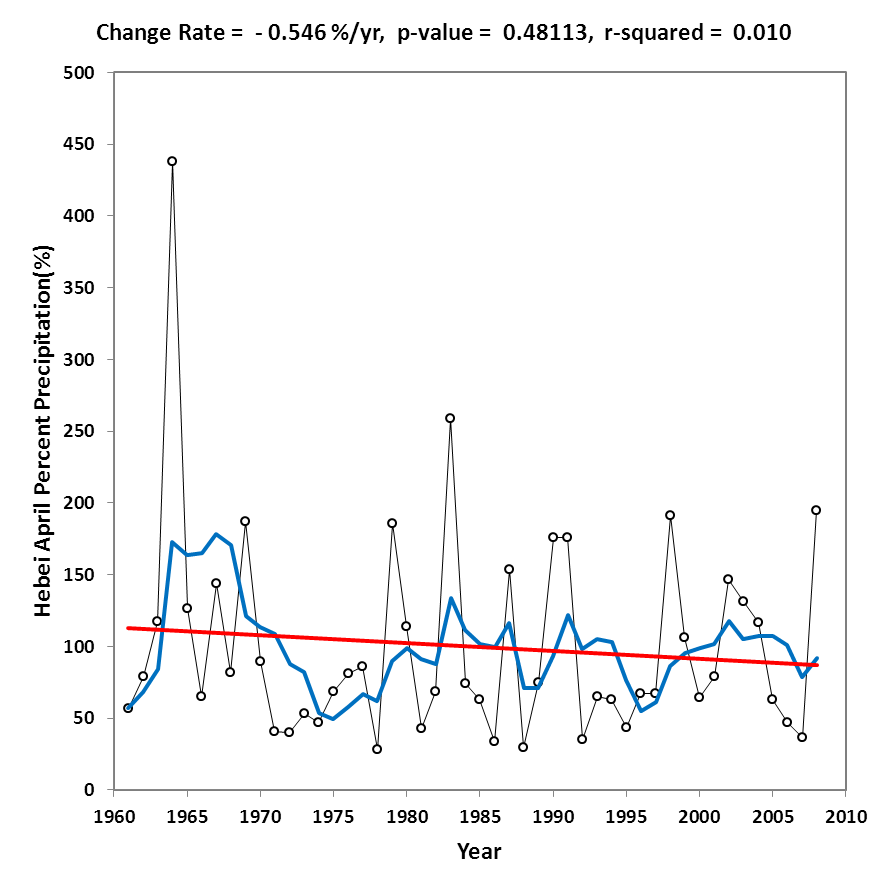 Change Rate = - 0.546 %/yr, p-value = 0.48113, r-squared = 0.010
500
450
400
350
300
250
200
150
100
50
0
Hebei April Percent Precipitation(%)
1960 1965 1970 1975 1980 1985 1990 1995 2000 2005 2010
Year